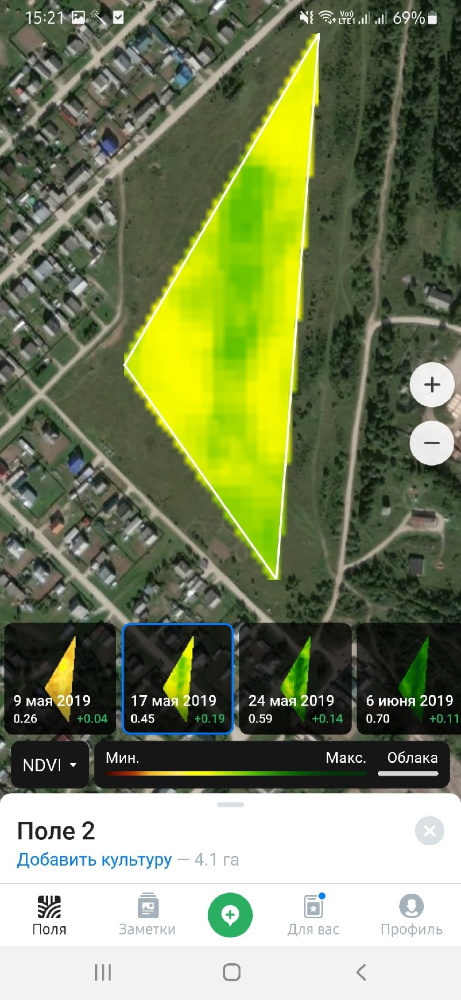 15:21 Vo) LTE1 69%
9 мая 2019
0.26 +0.04
17 мая 2019
0.45 +0.19
24 мая 2019
0.59 +0.14
6 июня 2019
0.70 +0.11
NDVI
Мин. Макс. Облака
Поле 2
Добавить культуру — 4.1 га
Поля Заметки Для вас Профиль